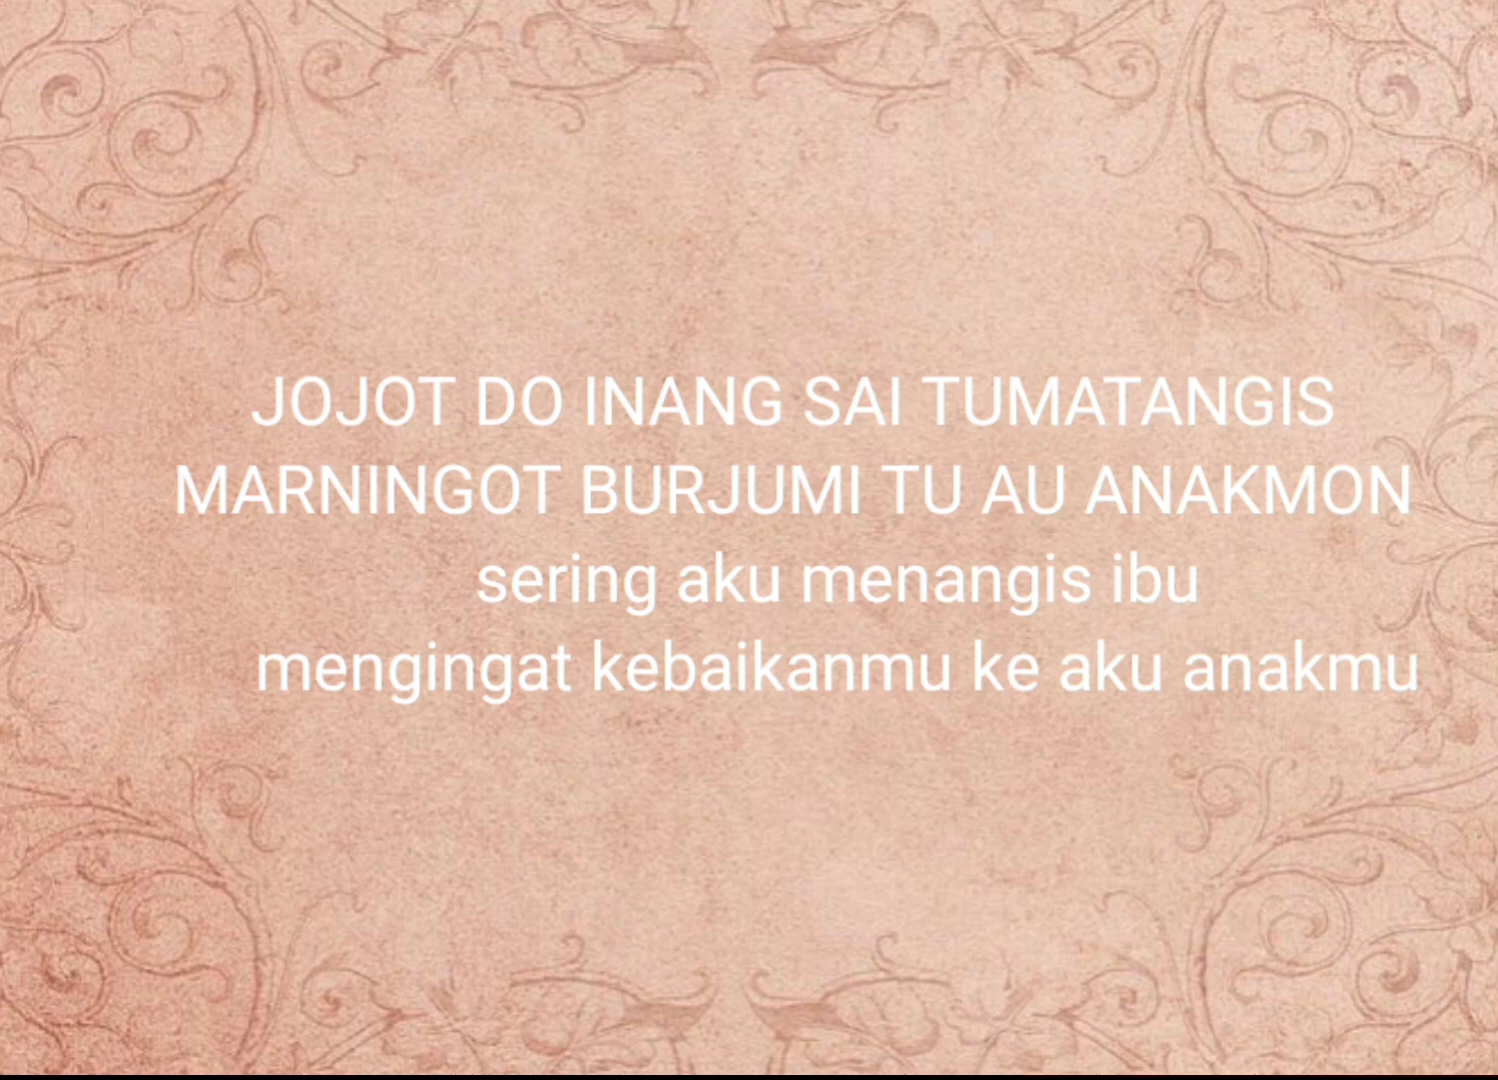 JOJOT DO INANG SAI TUMATANGIS
MARNINGOT BURJUMI TU AU ANAKMON
sering aku menangis ibu
mengingat kebaikanmu ke aku anakmu